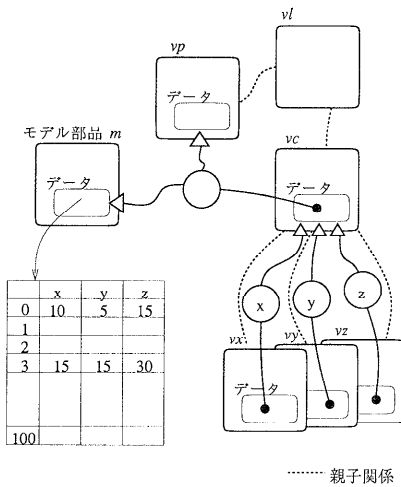 vl
vp
データ
モデル部品 m
データ
vc
データ
x y z
0 10 5 15
1
2
3 15 15 30
100
x
y
z
vx
vy
vz
データ
親子関係